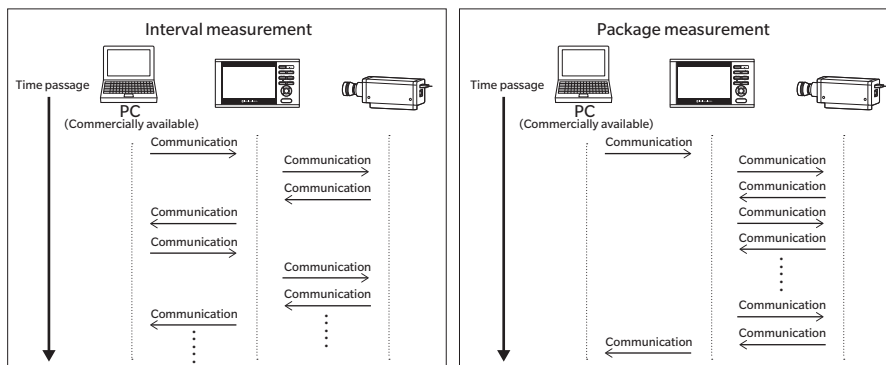 Interval measurement
Time passage
PC
(Commercially available)
Communication
Communication
Communication
Communication
Communication
Communication
Communication
Communication
Package measurement
Time passage
PC
(Commercially available)
Communication
Communication
Communication
Communication
Communication
Communication
Communication
Communication